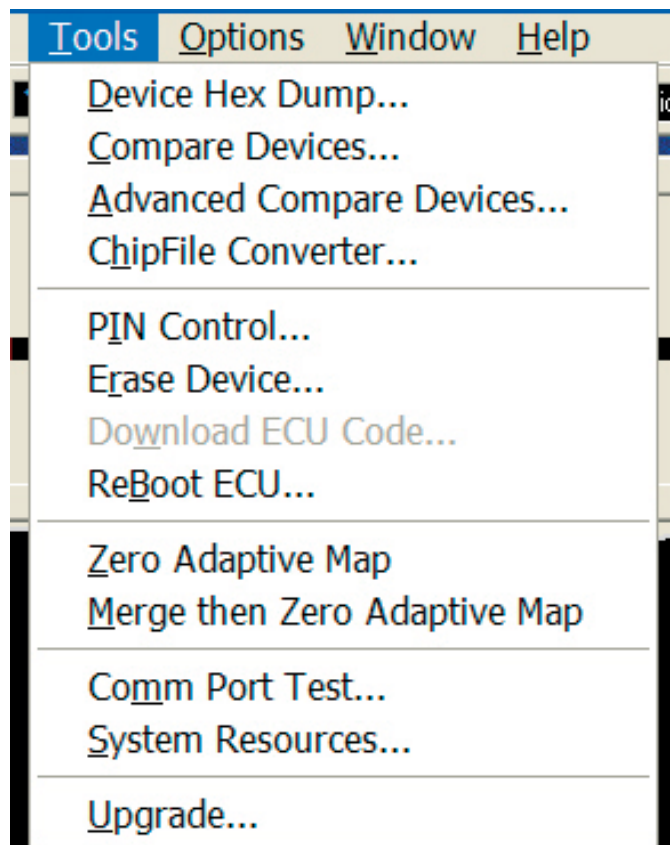 Tools Options Window Help
Device Hex Dump...
Compare Devices...
Advanced Compare Devices...
ChipFile Converter...
PIN Control...
Erase Device...
Download ECU Code...
ReBoot ECU...
Zero Adaptive Map
Merge then Zero Adaptive Map
Comm Port Test...
System Resources...
Upgrade...